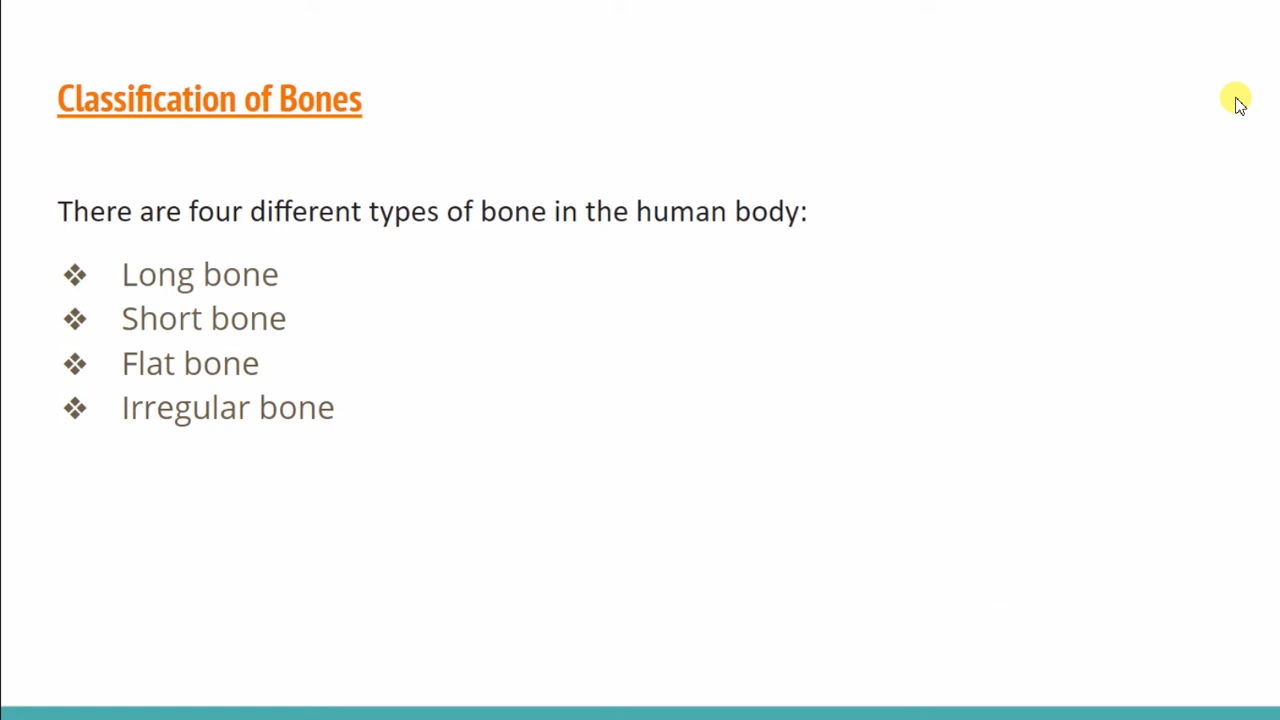 Classification of Bones
There are four different types of bone in the human body:
❖ Long bone
❖ Short bone
❖ Flat bone
❖ Irregular bone